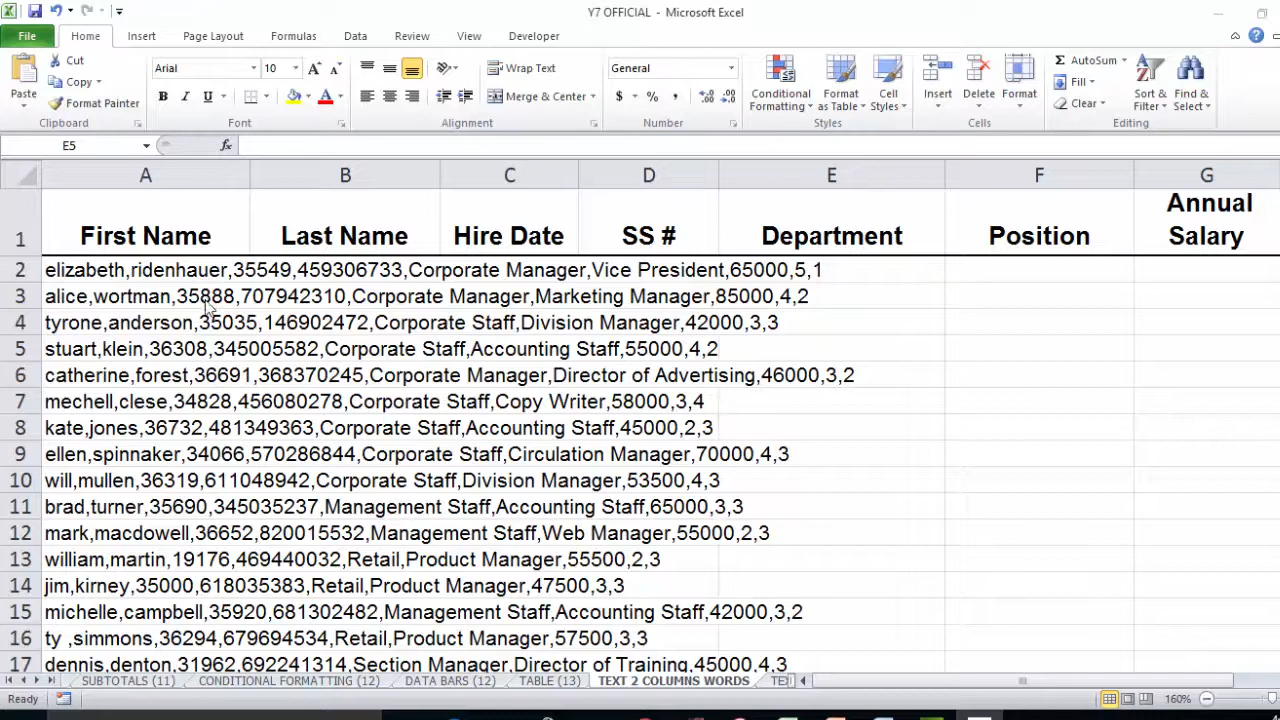 Y7 OFFICIAL - Microsoft Excel
File Home Insert Page Layout Formulas Data Review View Developer
Paste Cut Copy Format Painter Clipboard
Arial 10 A A B I U A Font
Wrap Text Merge & Center Alignment
General $ % , .00 .0 Number
Conditional Formatting Format as Table Cell Styles Styles
Insert Delete Format Cells
Σ AutoSum Fill Clear Sort & Filter Find & Select Editing
E5 fx
A B C D E F G
1 First Name Last Name Hire Date SS # Department Position Annual Salary
2 elizabeth,ridenhauer,35549,459306733,Corporate Manager,Vice President,65000,5,1
3 alice,wortman,35888,707942310,Corporate Manager,Marketing Manager,85000,4,2
4 tyrone,anderson,35035,146902472,Corporate Staff,Division Manager,42000,3,3
5 stuart,klein,36308,345005582,Corporate Staff,Accounting Staff,55000,4,2
6 catherine,forest,36691,368370245,Corporate Manager,Director of Advertising,46000,3,2
7 mechell,clese,34828,456080278,Corporate Staff,Copy Writer,58000,3,4
8 kate,jones,36732,481349363,Corporate Staff,Accounting Staff,45000,2,3
9 ellen,spinnaker,34066,570286844,Corporate Staff,Circulation Manager,70000,4,3
10 will,mullen,36319,611048942,Corporate Staff,Division Manager,53500,4,3
11 brad,turner,35690,345035237,Management Staff,Accounting Staff,65000,3,3
12 mark,macdowell,36652,820015532,Management Staff,Web Manager,55000,2,3
13 william,martin,19176,469440032,Retail,Product Manager,55500,2,3
14 jim,kirney,35000,618035383,Retail,Product Manager,47500,3,3
15 michelle,campbell,35920,681302482,Management Staff,Accounting Staff,42000,3,2
16 ty ,simmons,36294,679694534,Retail,Product Manager,57500,3,3
17 dennis,denton,31962,692241314,Section Manager,Director of Training,45000,4,3
SUBTOTALS (11) CONDITIONAL FORMATTING (12) DATA BARS (12) TABLE (13) TEXT 2 COLUMNS WORDS
Ready 160%